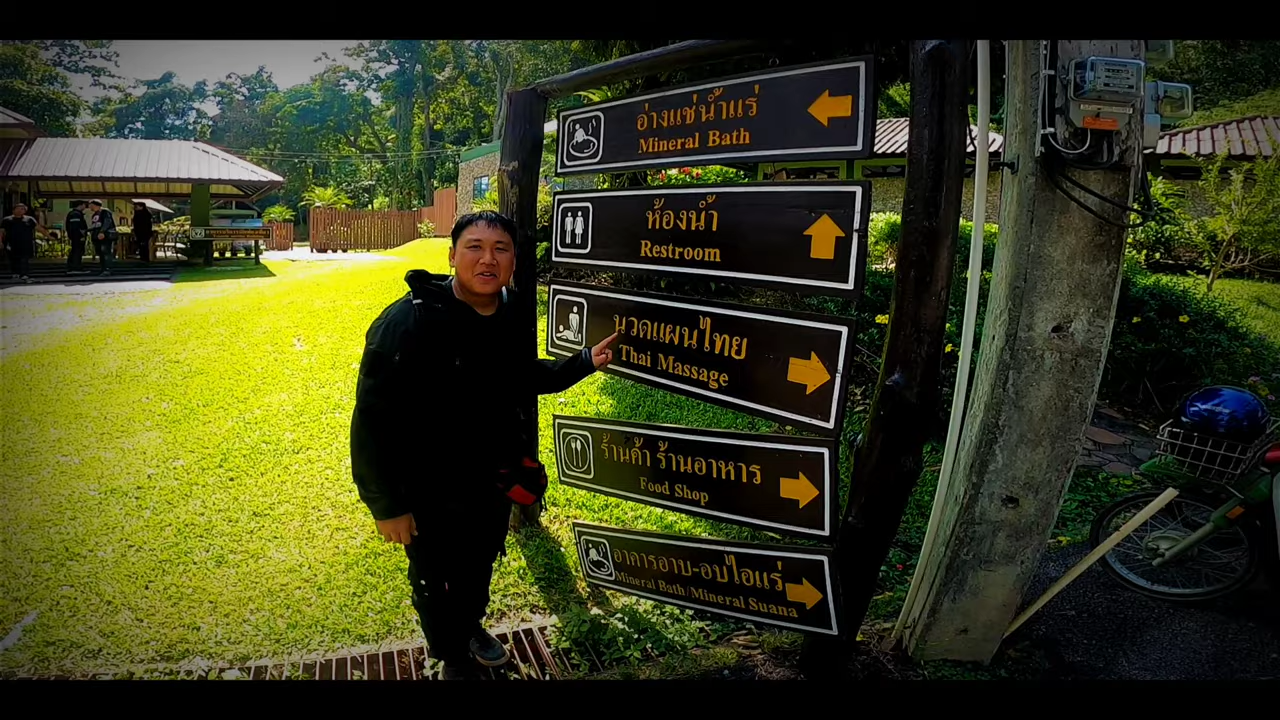 อ่างแช่น้ำแร่
Mineral Bath
ห้องน้ำ
Restroom
นวดแผนไทย
Thai Massage
ร้านค้า ร้านอาหาร
Food Shop
อาคารอาบ-อบไอแร่
Mineral Bath/Mineral Suana